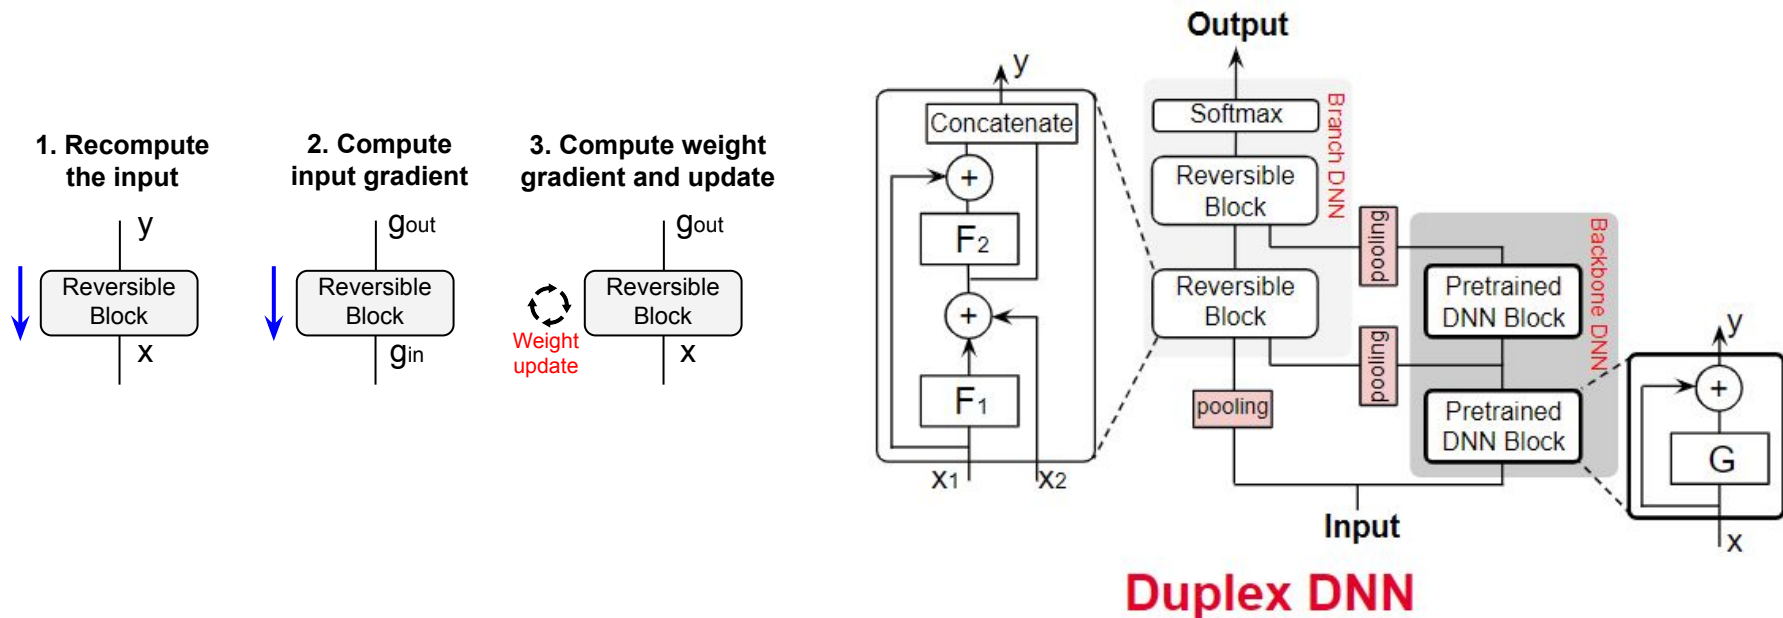 1. Recompute
the input
y
Reversible
Block
x
2. Compute
input gradient
gout
Reversible
Block
gin
3. Compute weight
gradient and update
gout
Reversible
Block
x
Weight
update
y
Concatenate
+
F2
+
F1
x1
x2
Output
Softmax
Reversible
Block
Reversible
Block
Branch DNN
pooling
pooling
pooling
Pretrained
DNN Block
Pretrained
DNN Block
Backbone DNN
Input
y
+
G
x
Duplex DNN